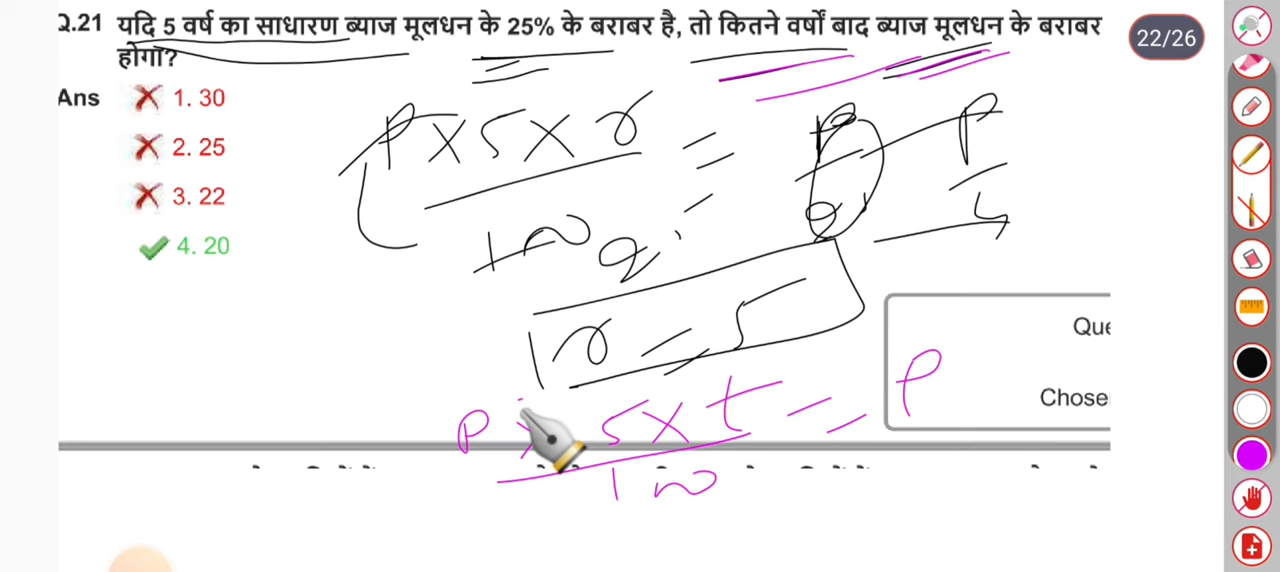 Q.21 यदि 5 वर्ष का साधारण ब्याज मूलधन के 25% के बराबर है, तो कितने वर्षों बाद ब्याज मूलधन के बराबर
होगा?
22/26
Ans 1. 30
2. 25
3. 22
4. 20
P X 5 X r
100
=
P
4
r = 5
P x 5 x t = P
100
Que
Chose